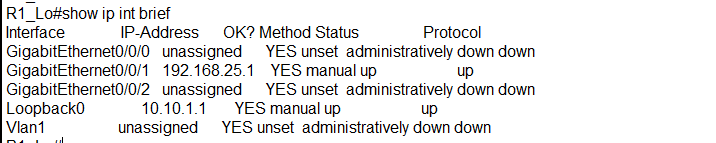 R1_Lo#show ip int brief
Interface IP-Address OK? Method Status Protocol
GigabitEthernet0/0/0 unassigned YES unset administratively down down
GigabitEthernet0/0/1 192.168.25.1 YES manual up up
GigabitEthernet0/0/2 unassigned YES unset administratively down down
Loopback0 10.10.1.1 YES manual up up
Vlan1 unassigned YES unset administratively down down
R1_Lo#